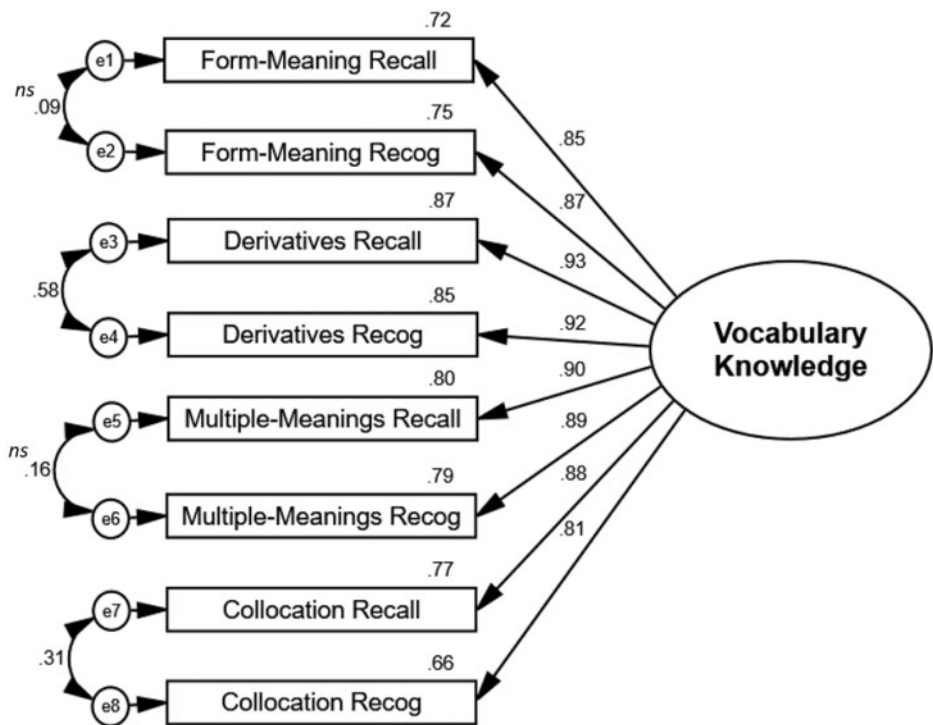 .72
e1
Form-Meaning Recall
ns
.09
.85
.75
e2
Form-Meaning Recog
.87
.87
e3
Derivatives Recall
.93
.58
.85
e4
Derivatives Recog
.92
Vocabulary
Knowledge
.80
.90
e5
Multiple-Meanings Recall
ns
.16
.89
.79
e6
Multiple-Meanings Recog
.88
.81
.77
e7
Collocation Recall
.31
.66
e8
Collocation Recog